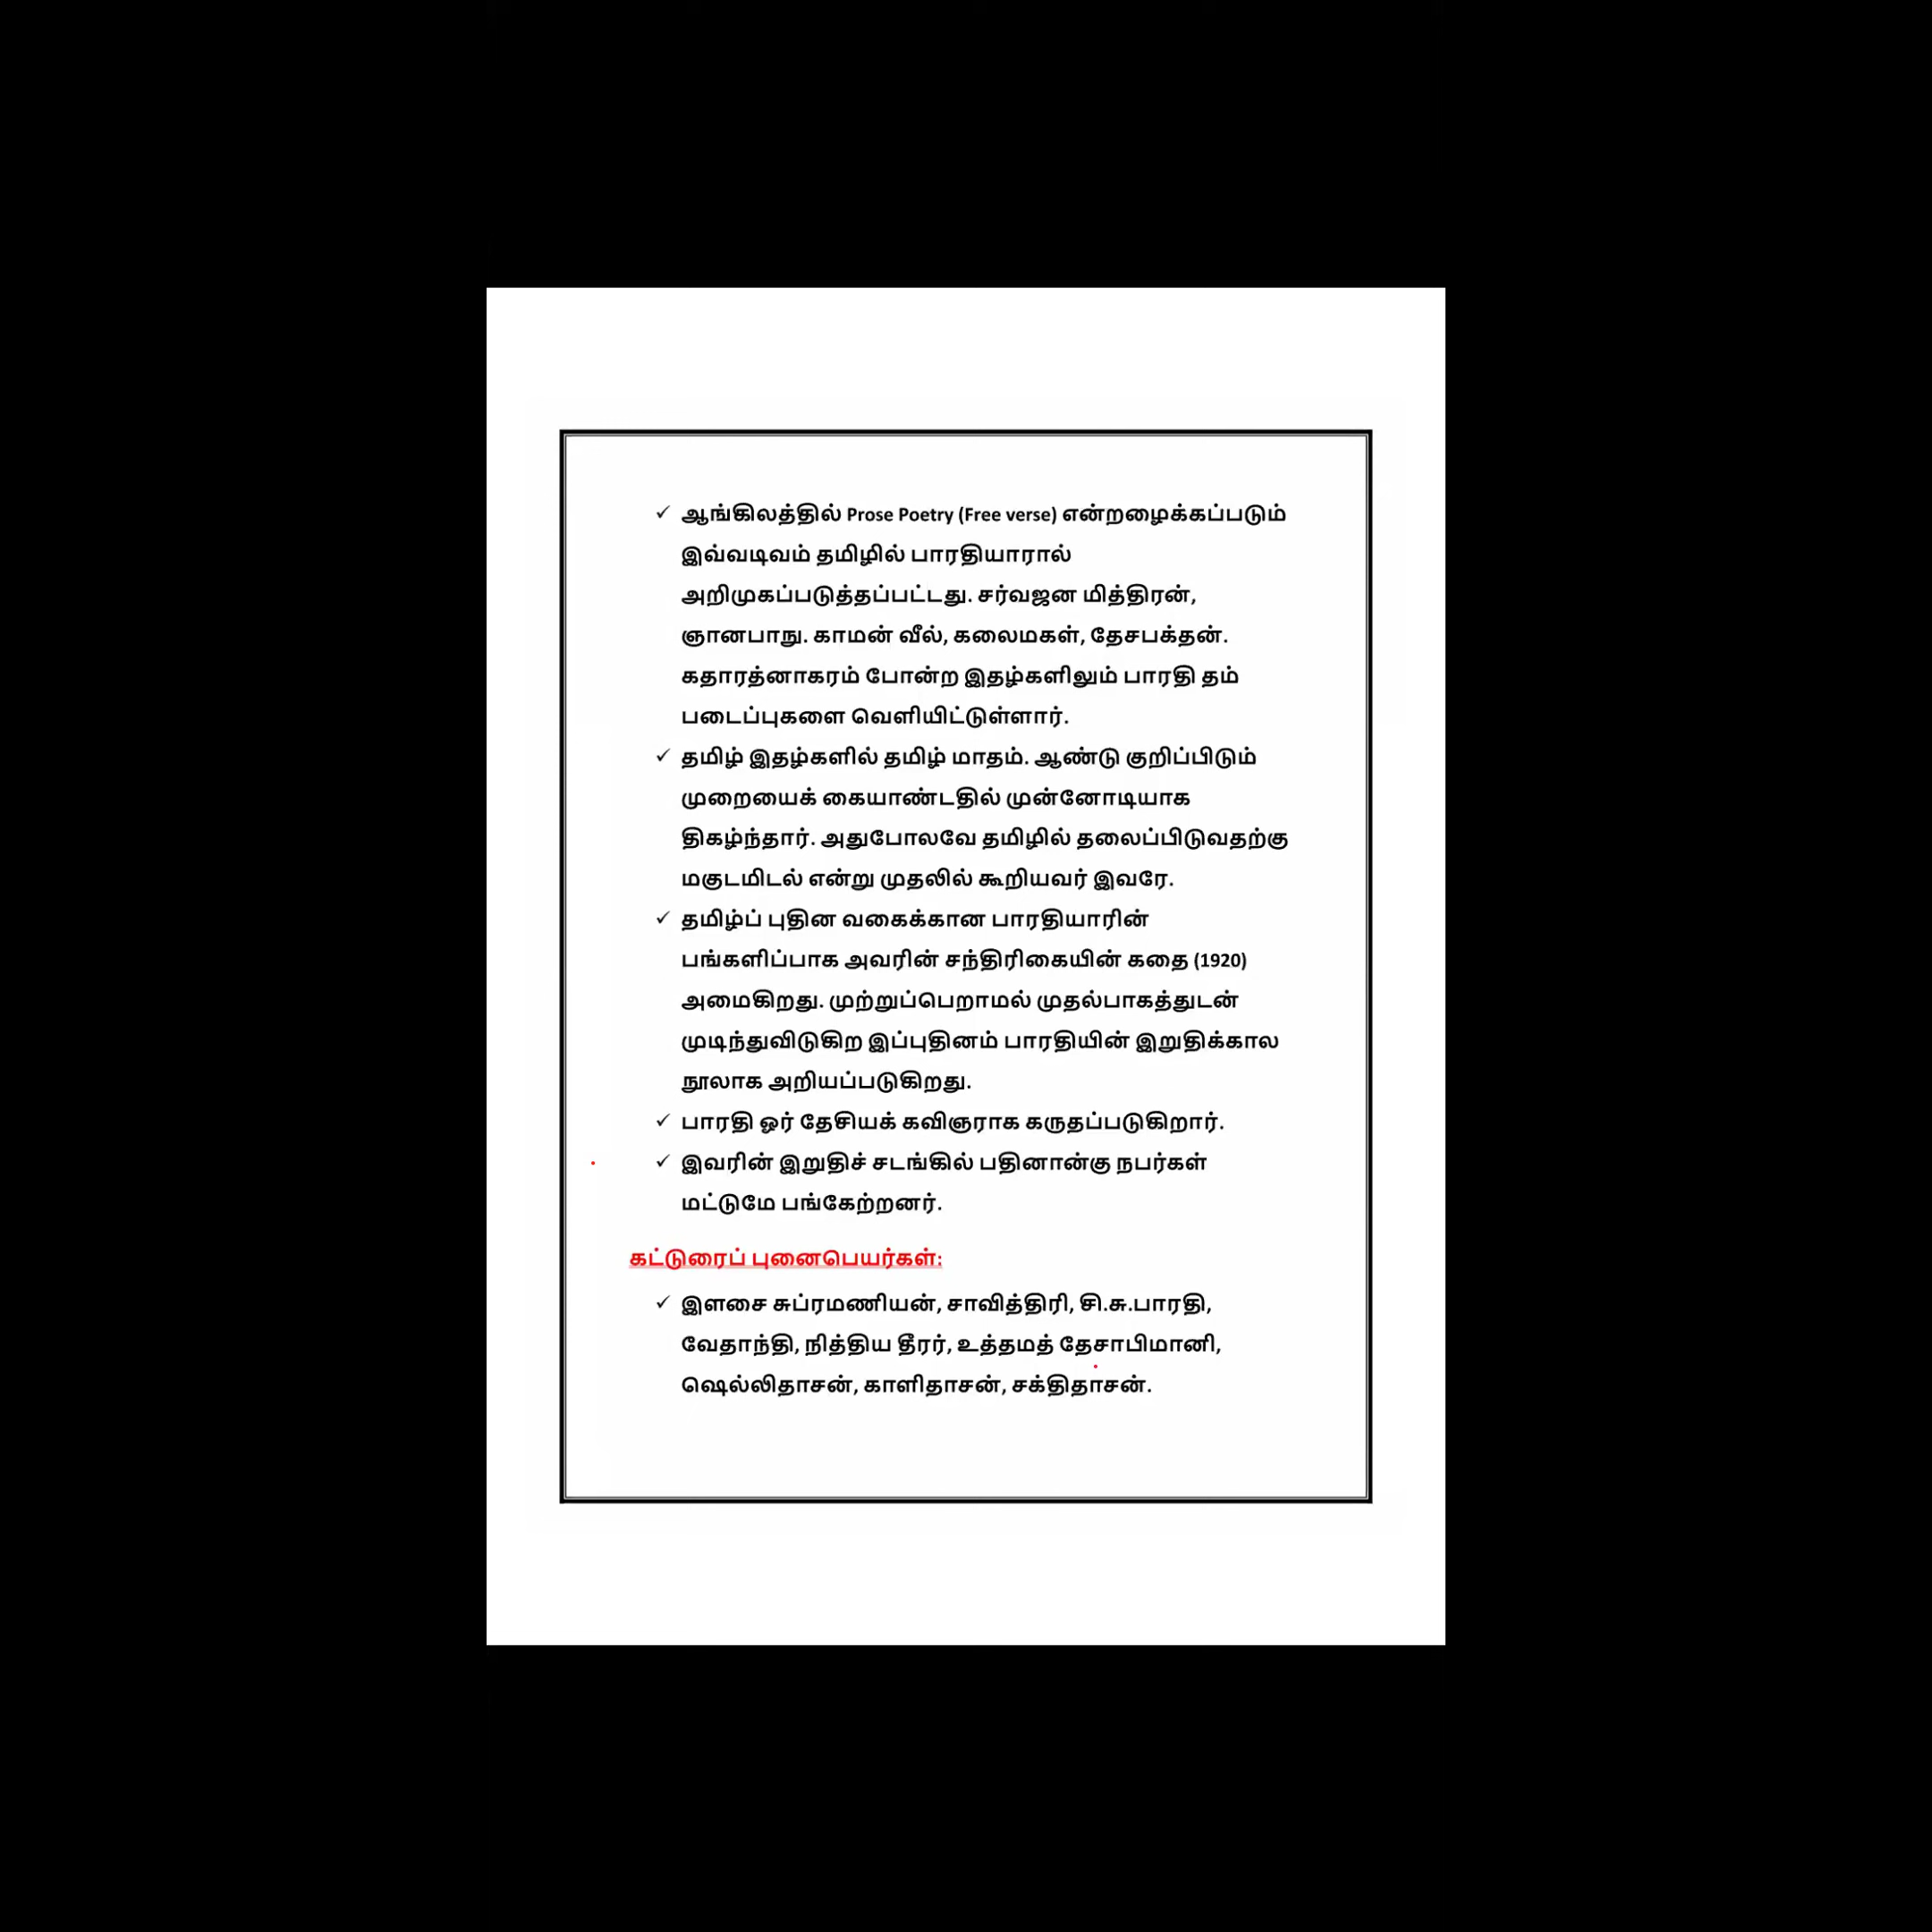 ✓ ஆங்கிலத்தில் Prose Poetry (Free verse) என்றழைக்கப்படும்
இவ்வடிவம் தமிழில் பாரதியாரால்
அறிமுகப்படுத்தப்பட்டது. சர்வஜன மித்திரன்,
ஞானபாநு. காமன் வீல், கலைமகள், தேசபக்தன்.
கதாரத்னாகரம் போன்ற இதழ்களிலும் பாரதி தம்
படைப்புகளை வெளியிட்டுள்ளார்.
✓ தமிழ் இதழ்களில் தமிழ் மாதம். ஆண்டு குறிப்பிடும்
முறையைக் கையாண்டதில் முன்னோடியாக
திகழ்ந்தார். அதுபோலவே தமிழில் தலைப்பிடுவதற்கு
மகுடமிடல் என்று முதலில் கூறியவர் இவரே.
✓ தமிழ்ப் புதின வகைக்கான பாரதியாரின்
பங்களிப்பாக அவரின் சந்திரிகையின் கதை (1920)
அமைகிறது. முற்றுப்பெறாமல் முதல்பாகத்துடன்
முடிந்துவிடுகிற இப்புதினம் பாரதியின் இறுதிக்கால
நூலாக அறியப்படுகிறது.
✓ பாரதி ஓர் தேசியக் கவிஞராக கருதப்படுகிறார்.
✓ இவரின் இறுதிச் சடங்கில் பதினான்கு நபர்கள்
மட்டுமே பங்கேற்றனர்.
கட்டுரைப் புனைபெயர்கள்:
✓ இளசை சுப்ரமணியன், சாவித்திரி, சி.சு.பாரதி,
வேதாந்தி, நித்திய தீரர், உத்தமத் தேசாபிமானி,
ஷெல்லிதாசன், காளிதாசன், சக்திதாசன்.